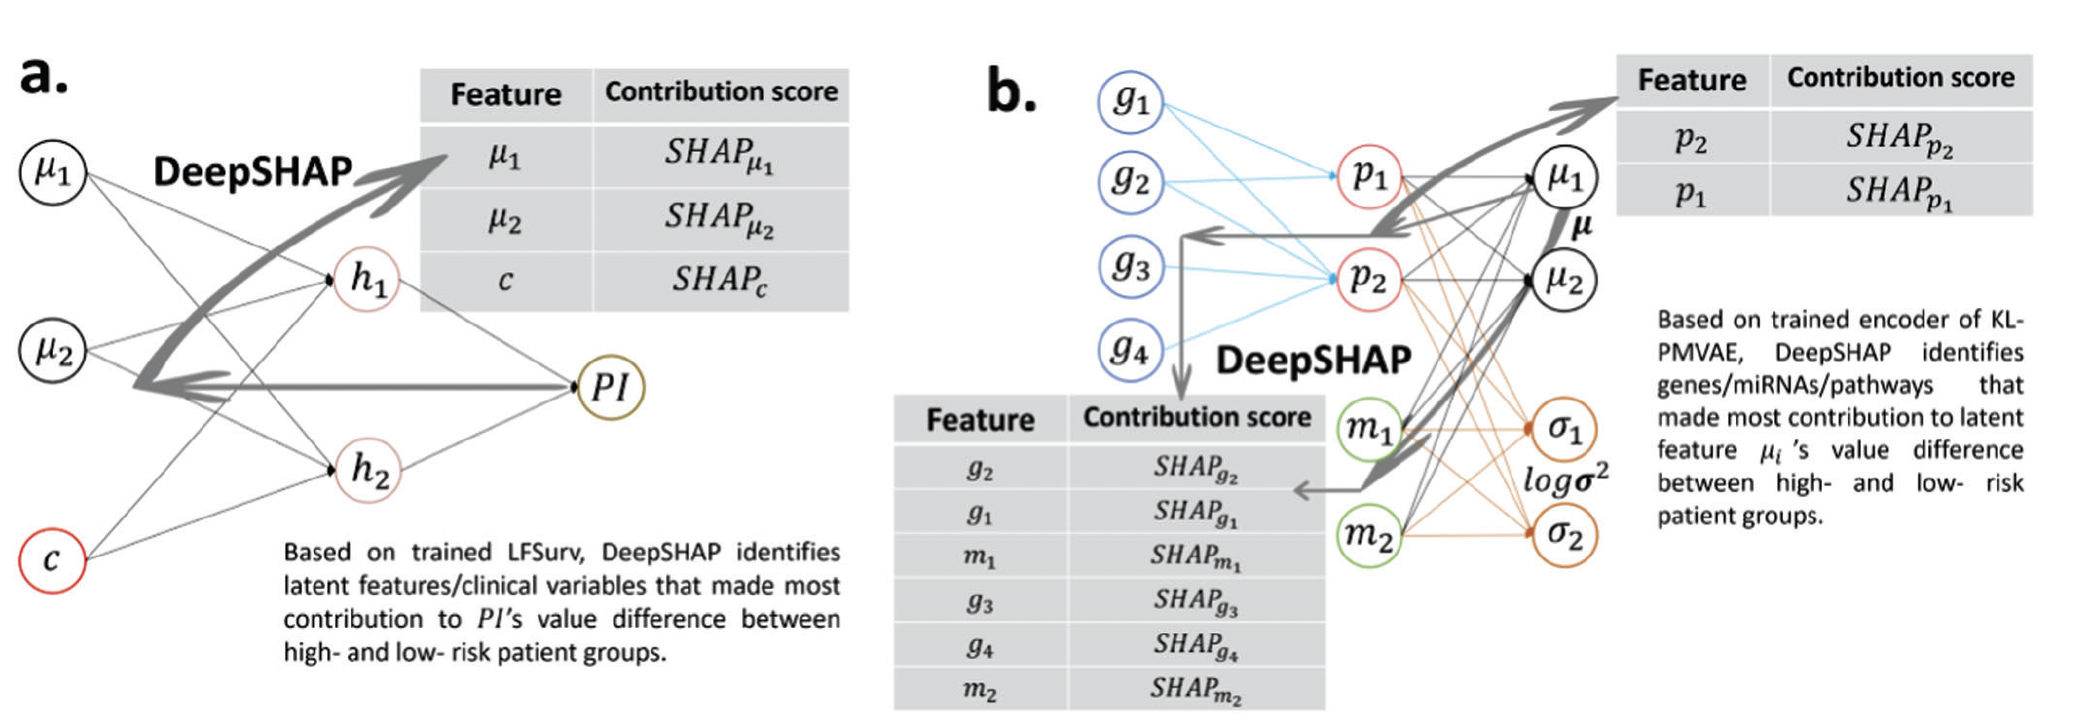 a.
DeepSHAP
μ1
μ2
c
h1
h2
PI
Feature Contribution score
μ1 SHAPμ1
μ2 SHAPμ2
c SHAPc
Based on trained LFSurv, DeepSHAP identifies
latent features/clinical variables that made most
contribution to PI's value difference between
high- and low- risk patient groups.
b.
g1
g2
g3
g4
p1
p2
m1
m2
μ1
μ
μ2
σ1
logσ²
σ2
DeepSHAP
Feature Contribution score
p2 SHAPp2
p1 SHAPp1
Feature Contribution score
g2 SHAPg2
g1 SHAPg1
m1 SHAPm1
g3 SHAPg3
g4 SHAPg4
m2 SHAPm2
Based on trained encoder of KL-
PMVAE, DeepSHAP identifies
genes/miRNAs/pathways that
made most contribution to latent
feature μi 's value difference
between high- and low- risk
patient groups.